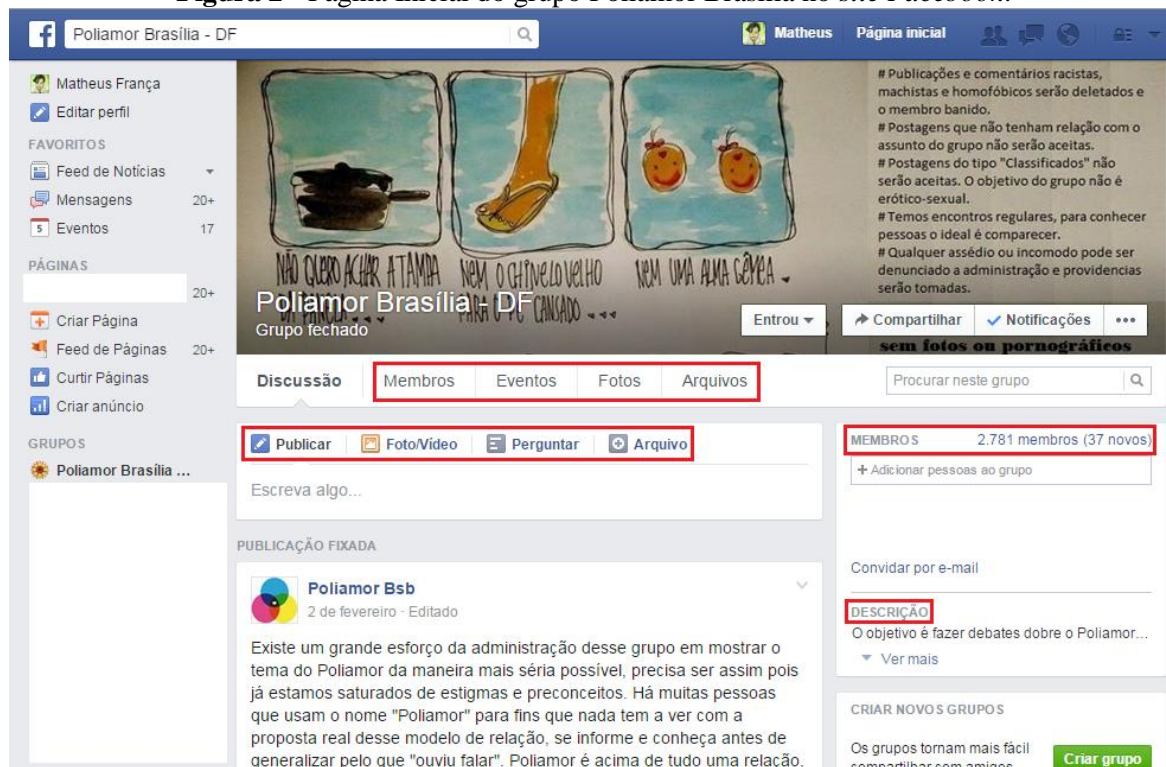 Figura 2 - Página inicial do grupo Poliamor Brasília no site Facebook.
Poliamor Brasília - DF
Matheus
Página inicial
Matheus França
Editar perfil
FAVORITOS
Feed de Notícias
Mensagens 20+
Eventos 17
PÁGINAS
20+
Criar Página
Feed de Páginas 20+
Curtir Páginas
Criar anúncio
GRUPOS
Poliamor Brasília ...
NÃO QUERO ACHAR A TAMPA
DA PANELA...
NEM O CHINELO VELHO
PARA O PÉ CANSADO...
NEM UMA ALMA GÊMEA.
# Publicações e comentários racistas,
machistas e homofóbicos serão deletados e
o membro banido.
# Postagens que não tenham relação com o
assunto do grupo não serão aceitas.
# Postagens do tipo "Classificados" não
serão aceitas. O objetivo do grupo não é
erótico-sexual.
# Temos encontros regulares, para conhecer
pessoas o ideal é comparecer.
# Qualquer assédio ou incomodo pode ser
denunciado a administração e providencias
serão tomadas.
sem fotos ou pornográficos
Poliamor Brasília - DF
Grupo fechado
Entrou
Compartilhar
Notificações
Discussão Membros Eventos Fotos Arquivos
Procurar neste grupo
Publicar Foto/Vídeo Perguntar Arquivo
Escreva algo...
PUBLICAÇÃO FIXADA
Poliamor Bsb
2 de fevereiro · Editado
Existe um grande esforço da administração desse grupo em mostrar o
tema do Poliamor da maneira mais séria possível, precisa ser assim pois
já estamos saturados de estigmas e preconceitos. Há muitas pessoas
que usam o nome "Poliamor" para fins que nada tem a ver com a
proposta real desse modelo de relação, se informe e conheça antes de
generalizar pelo que "ouviu falar". Poliamor é acima de tudo uma relação,
MEMBROS 2.781 membros (37 novos)
+ Adicionar pessoas ao grupo
Convidar por e-mail
DESCRIÇÃO
O objetivo é fazer debates dobre o Poliamor...
Ver mais
CRIAR NOVOS GRUPOS
Os grupos tornam mais fácil
compartilhar com amigos,
Criar grupo